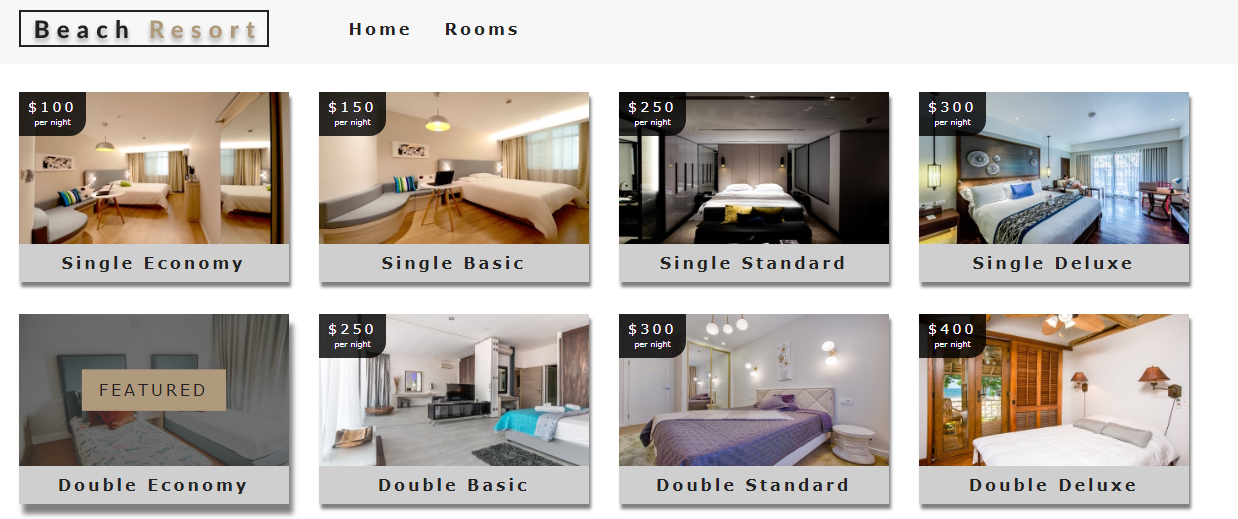 Beach Resort
Home
Rooms
$100
per night
Single Economy
$150
per night
Single Basic
$250
per night
Single Standard
$300
per night
Single Deluxe
FEATURED
Double Economy
$250
per night
Double Basic
$300
per night
Double Standard
$400
per night
Double Deluxe